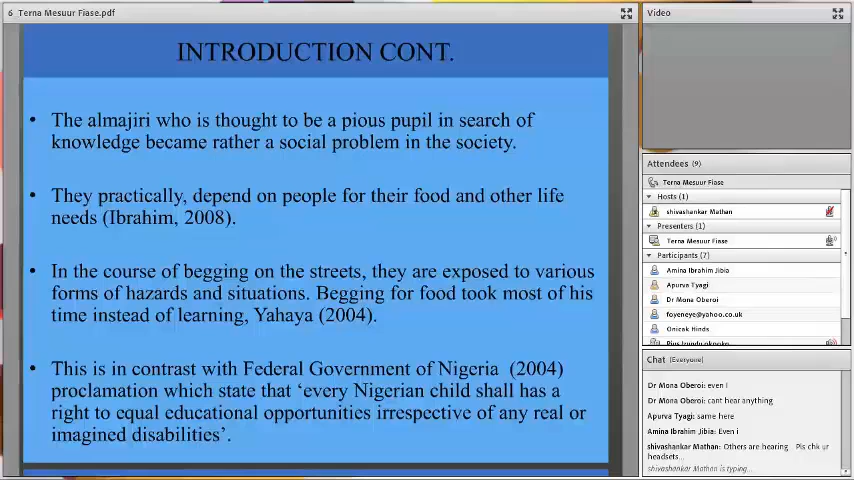 6_Terna Mesuur Fiase.pdf
INTRODUCTION CONT.
• The almajiri who is thought to be a pious pupil in search of
knowledge became rather a social problem in the society.
• They practically, depend on people for their food and other life
needs (Ibrahim, 2008).
• In the course of begging on the streets, they are exposed to various
forms of hazards and situations. Begging for food took most of his
time instead of learning, Yahaya (2004).
• This is in contrast with Federal Government of Nigeria (2004)
proclamation which state that ‘every Nigerian child shall has a
right to equal educational opportunities irrespective of any real or
imagined disabilities’.
Video
Attendees (9)
Terna Mesuur Fiase
Hosts (1)
shivashankar Mathan
Presenters (1)
Terna Mesuur Fiase
Participants (7)
Amina Ibrahim Jibia
Apurva Tyagi
Dr Mona Oberoi
foyeneye@yahoo.co.uk
Onicak Hinds
Chat (Everyone)
Dr Mona Oberoi: even i
Dr Mona Oberoi: cant hear anything
Apurva Tyagi: same here
Amina Ibrahim Jibia: Even i
shivashankar Mathan: Others are hearing Pls chk ur
headsets..
shivashankar Mathan is typing...